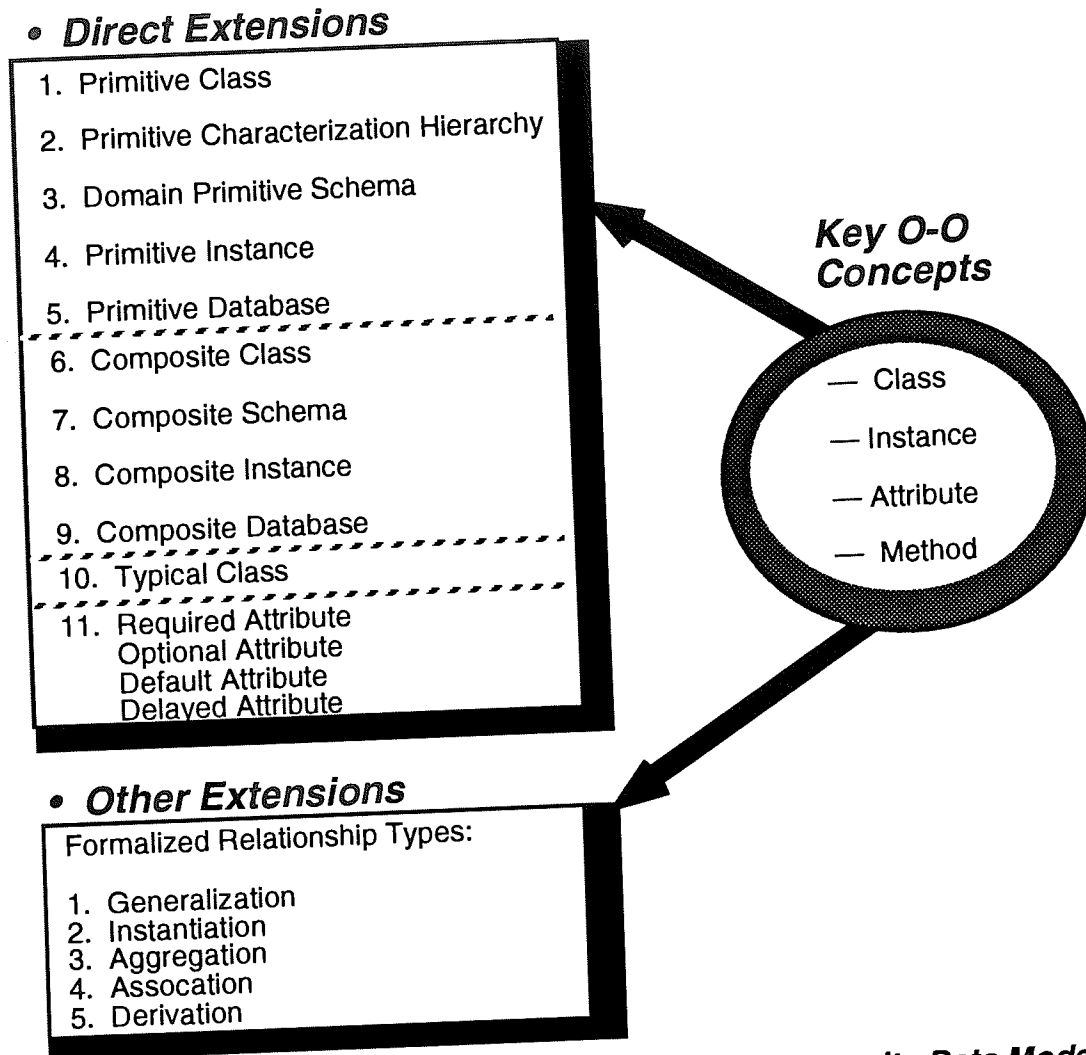 • Direct Extensions
1. Primitive Class
2. Primitive Characterization Hierarchy
3. Domain Primitive Schema
4. Primitive Instance
5. Primitive Database
6. Composite Class
7. Composite Schema
8. Composite Instance
9. Composite Database
10. Typical Class
11. Required Attribute
Optional Attribute
Default Attribute
Delayed Attribute
Key O-O
Concepts
— Class
— Instance
— Attribute
— Method
• Other Extensions
Formalized Relationship Types:
1. Generalization
2. Instantiation
3. Aggregation
4. Assocation
5. Derivation